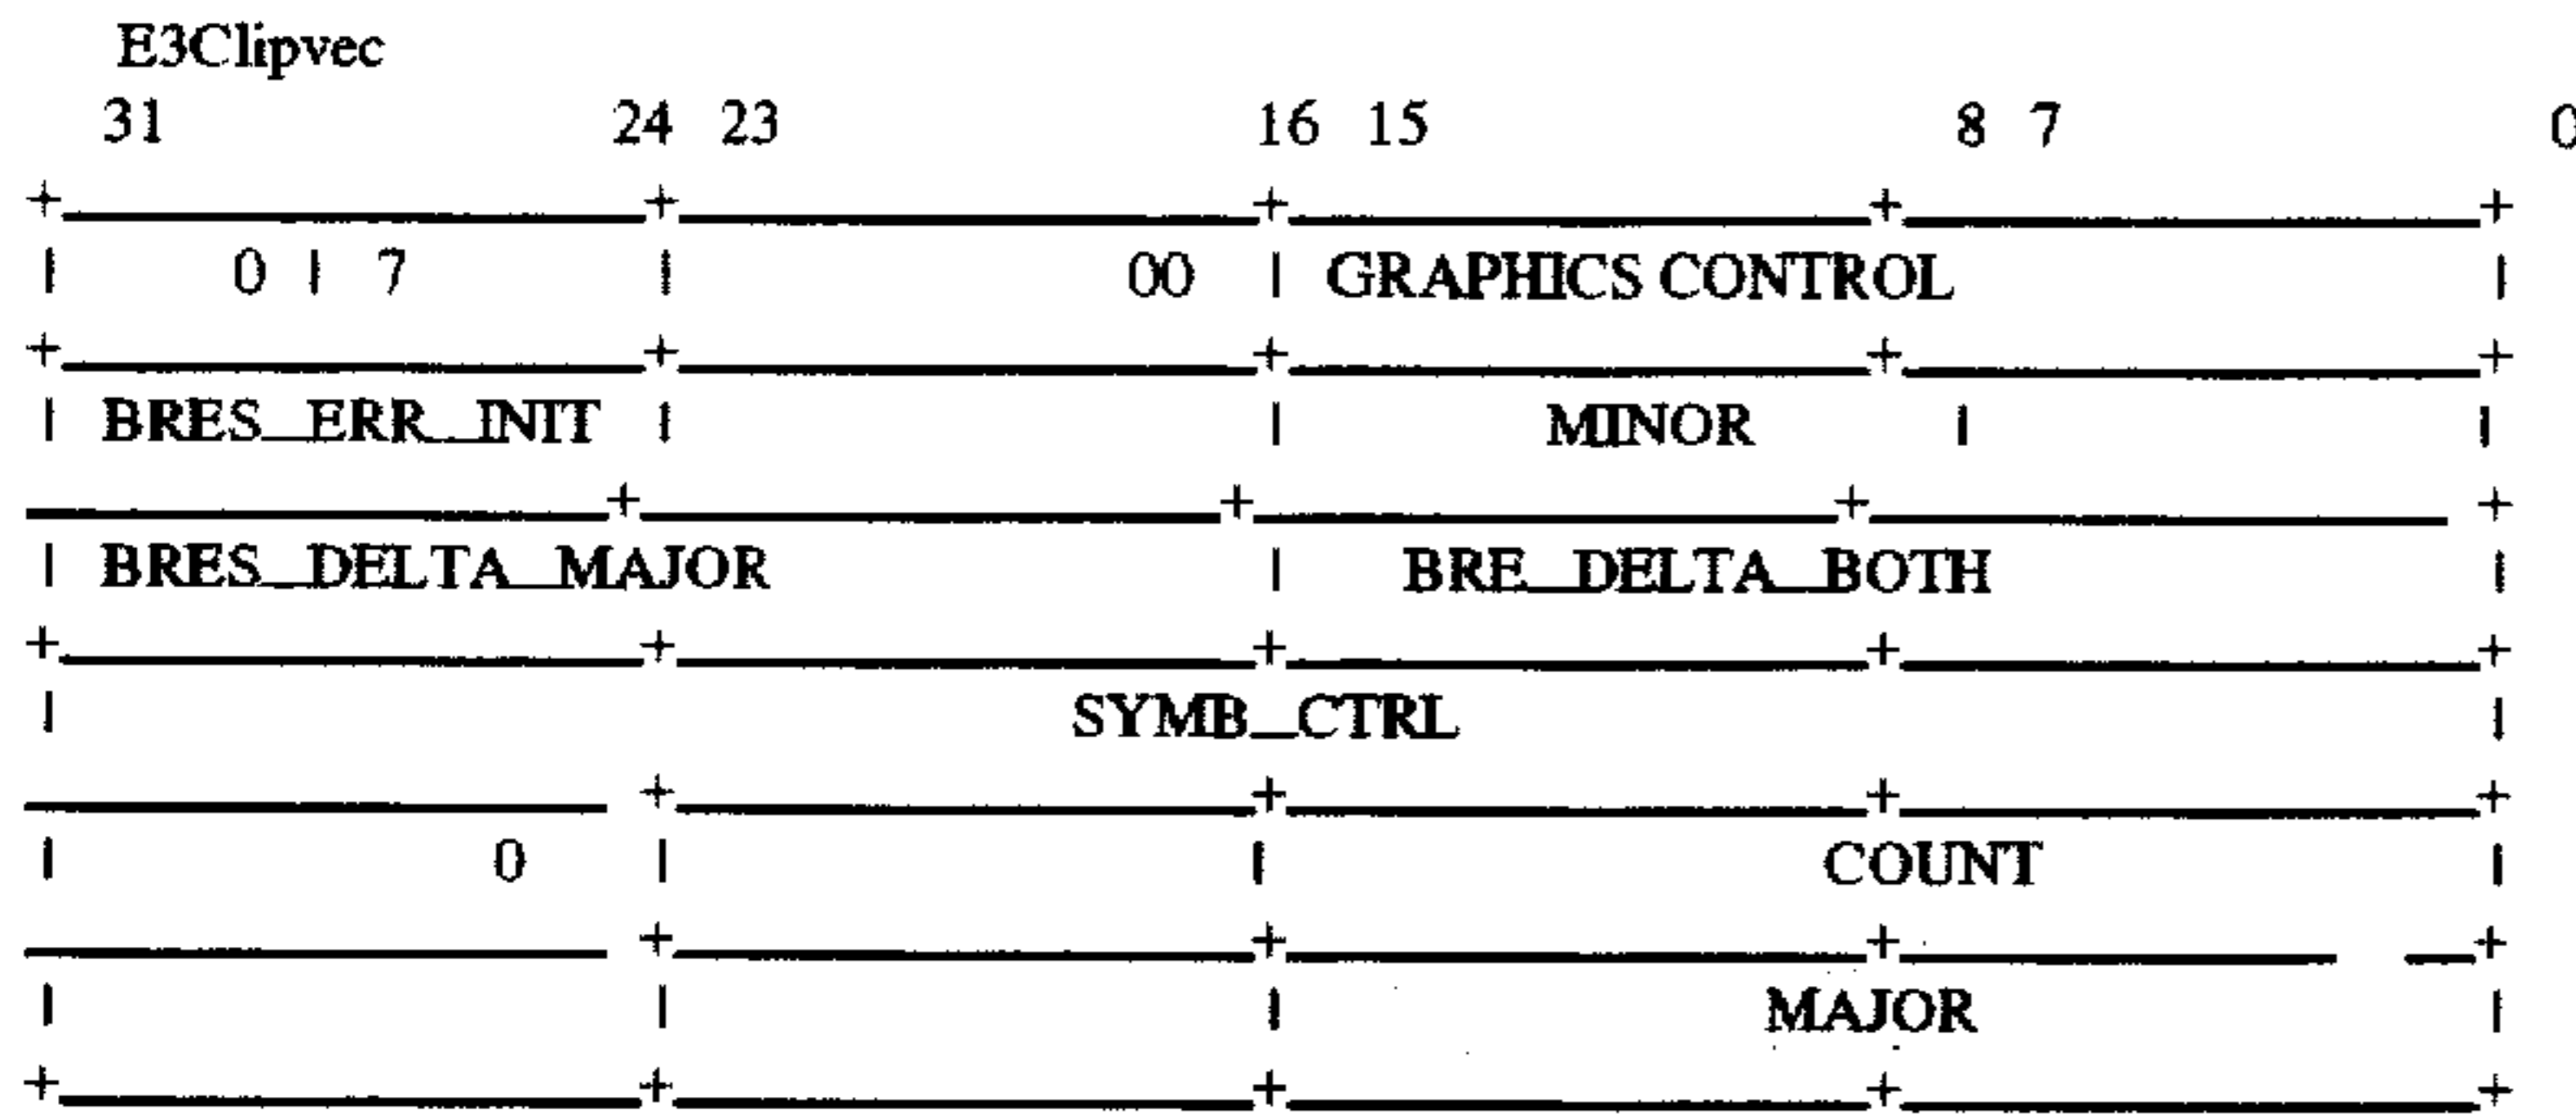 E3Clipvec
31 24 23 16 15 8 7 0
0 | 7 | 00 | GRAPHICS CONTROL
BRES_ERR_INIT | | MINOR |
BRES_DELTA_MAJOR | BRE_DELTA_BOTH
SYMB_CTRL
0 | | COUNT
MAJOR